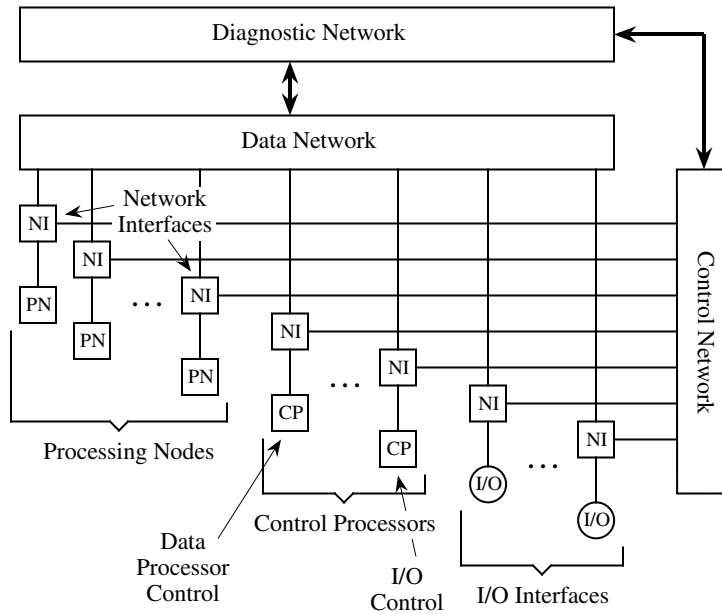 Diagnostic Network
Data Network
Network
Interfaces
NI
NI
NI
NI
NI
NI
NI
PN
PN
PN
...
CP
CP
...
I/O
I/O
...
Control Network
Processing Nodes
Control Processors
I/O Interfaces
Data
Processor
Control
I/O
Control